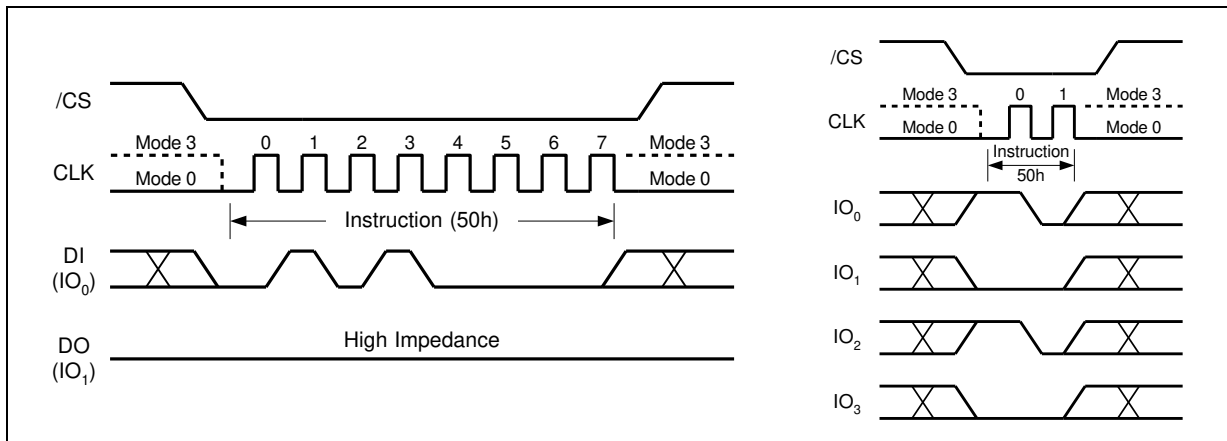 /CS
Mode 3 0 1 2 3 4 5 6 7 Mode 3
CLK Mode 0 Mode 0
Instruction (50h)
DI
(IO0)
DO
(IO1)
High Impedance
/CS
Mode 3 0 1 Mode 3
CLK Mode 0 Mode 0
Instruction
50h
IO0
IO1
IO2
IO3